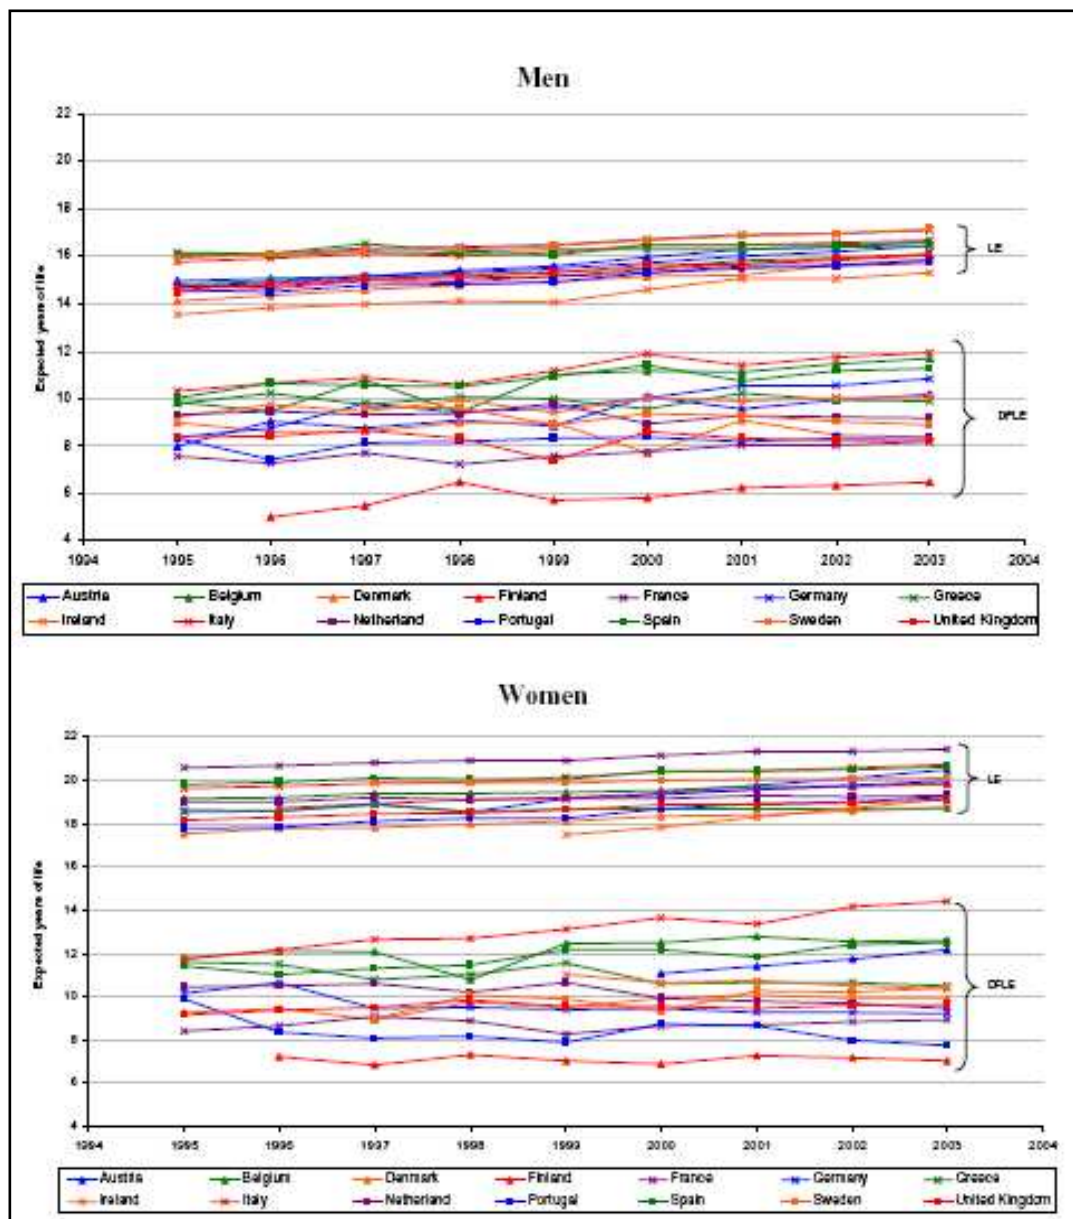 Men
22
20
18
16
14
12
10
8
6
4
Expected years of life
LE
DFLE
1994 1995 1996 1997 1998 1999 2000 2001 2002 2003 2004
Austria Belgium Denmark Finland France Germany Greece
Ireland Italy Netherland Portugal Spain Sweden United Kingdom
Women
22
20
18
16
14
12
10
8
6
4
Expected years of life
LE
DFLE
1994 1995 1996 1997 1998 1999 2000 2001 2002 2003 2004
Austria Belgium Denmark Finland France Germany Greece
Ireland Italy Netherland Portugal Spain Sweden United Kingdom